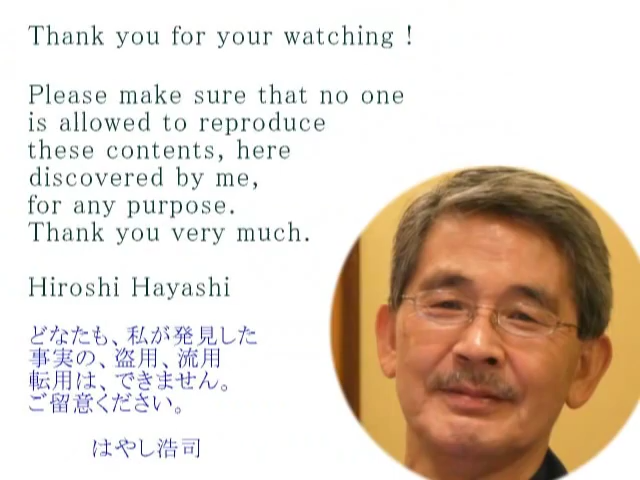 Thank you for your watching !
Please make sure that no one
is allowed to reproduce
these contents, here
discovered by me,
for any purpose.
Thank you very much.
Hiroshi Hayashi
どなたも、私が発見した
事実の、盗用、流用
転用は、できません。
ご留意ください。
はやし浩司